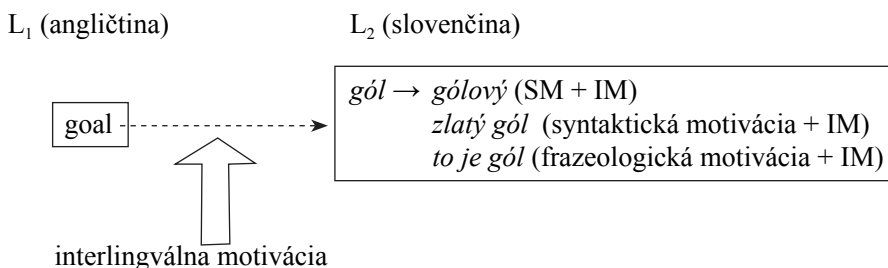 L₁ (angličtina) L₂ (slovenčina)
gól → gólový (SM + IM)
goal
zlatý gól (syntaktická motivácia + IM)
to je gól (frazeologická motivácia + IM)
interlingválna motivácia